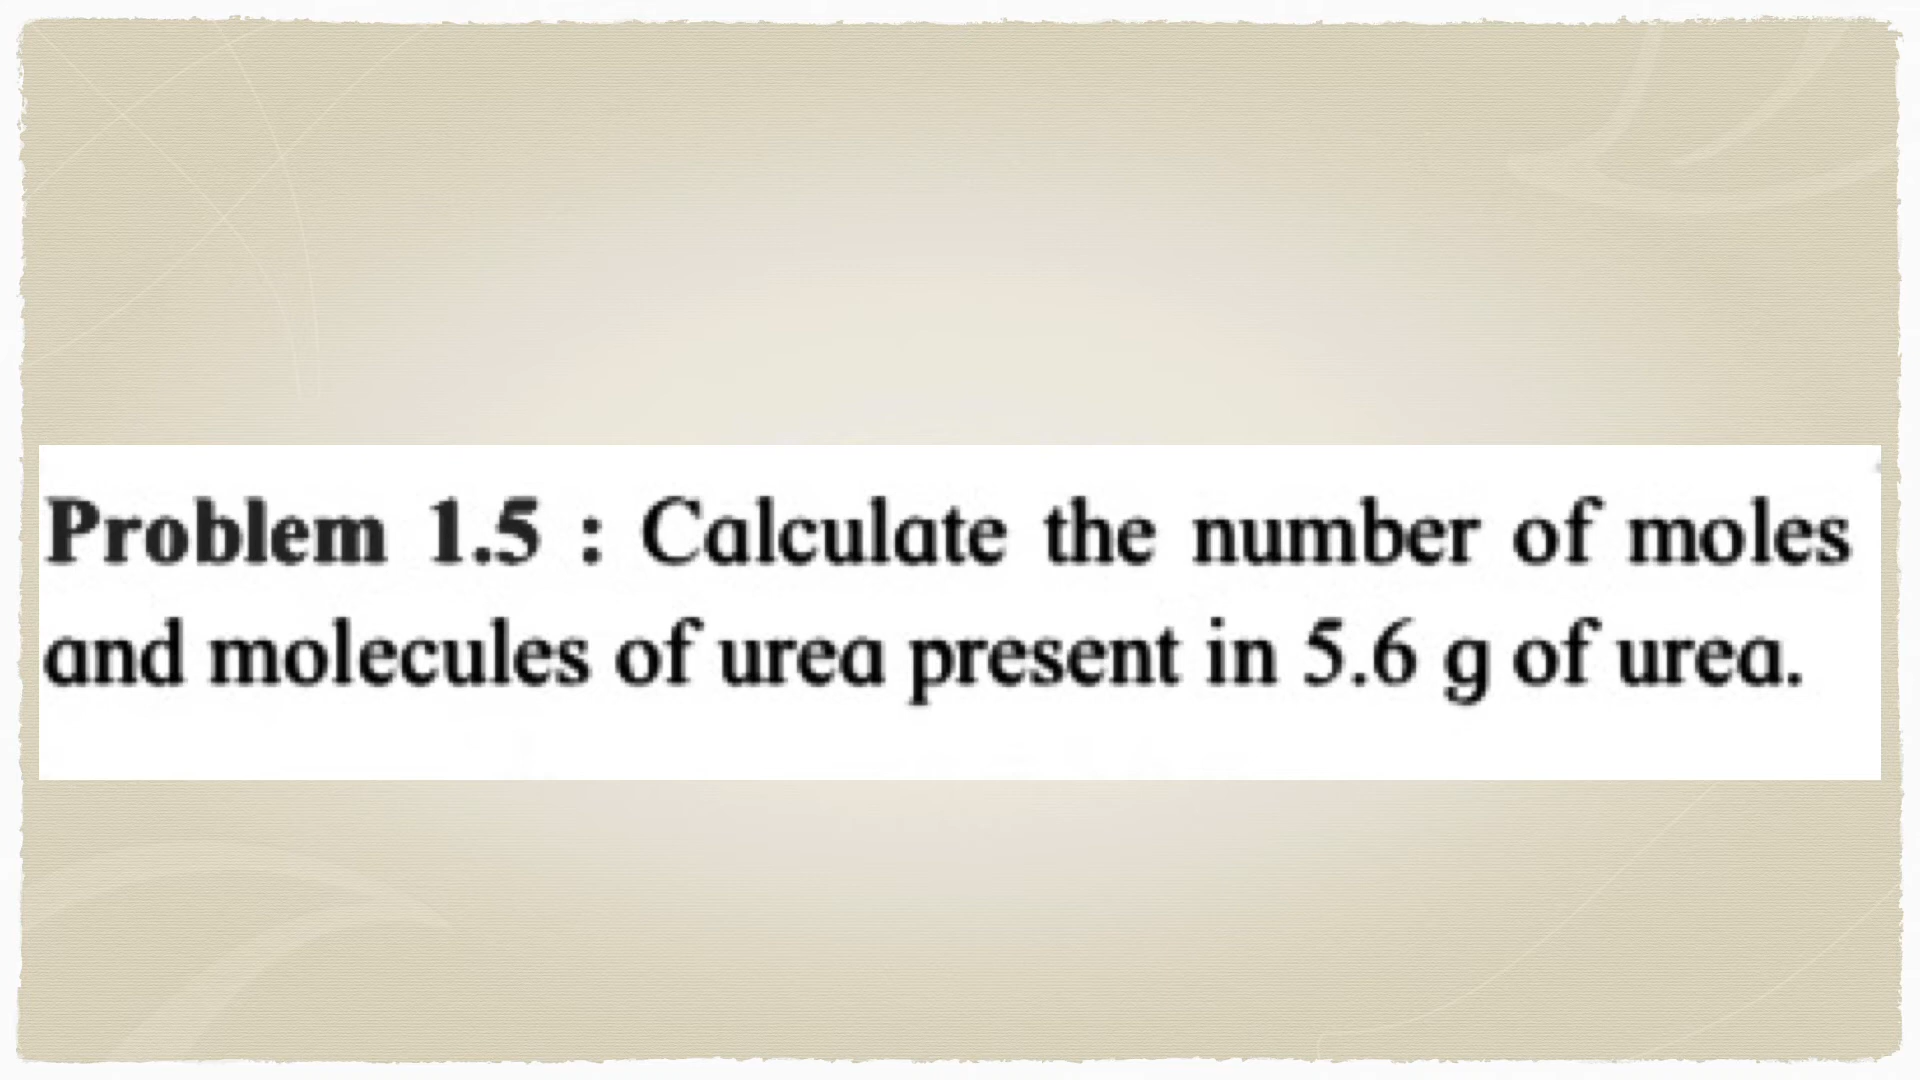 Problem 1.5 : Calculate the number of moles
and molecules of urea present in 5.6 g of urea.